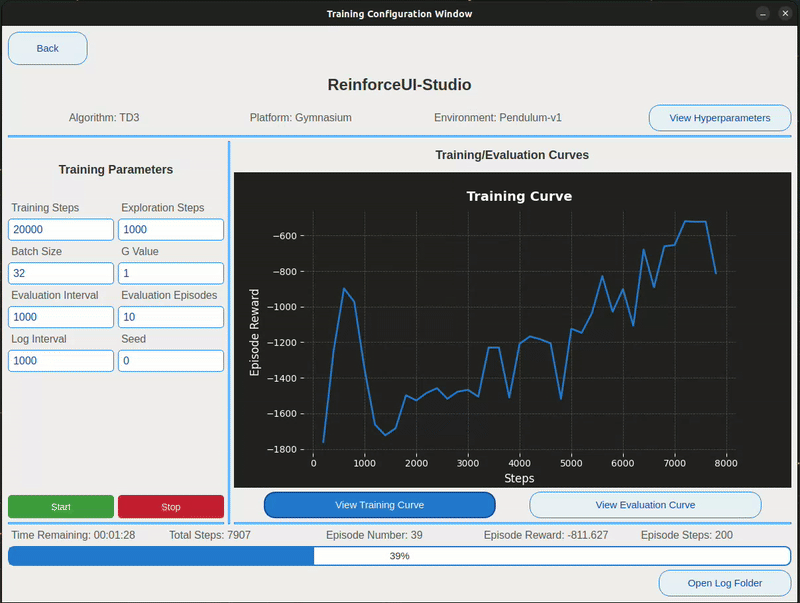 Training Configuration Window
Back
ReinforceUI-Studio
Algorithm: TD3 Platform: Gymnasium Environment: Pendulum-v1 View Hyperparameters
Training Parameters
Training Steps Exploration Steps
20000 1000
Batch Size G Value
32 1
Evaluation Interval Evaluation Episodes
1000 10
Log Interval Seed
1000 0
Start Stop
Training/Evaluation Curves
Training Curve
Episode Reward
−600
−800
−1000
−1200
−1400
−1600
−1800
0 1000 2000 3000 4000 5000 6000 7000 8000
Steps
View Training Curve View Evaluation Curve
Time Remaining: 00:01:28 Total Steps: 7907 Episode Number: 39 Episode Reward: -811.627 Episode Steps: 200
39%
Open Log Folder